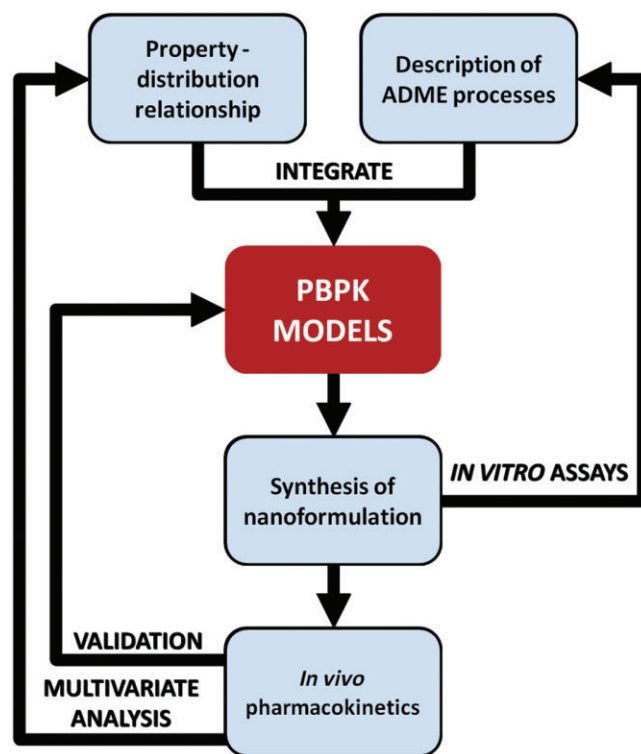 Property -
distribution
relationship
Description of
ADME processes
INTEGRATE
PBPK
MODELS
Synthesis of
nanoformulation
IN VITRO ASSAYS
VALIDATION
MULTIVARIATE
ANALYSIS
In vivo
pharmacokinetics